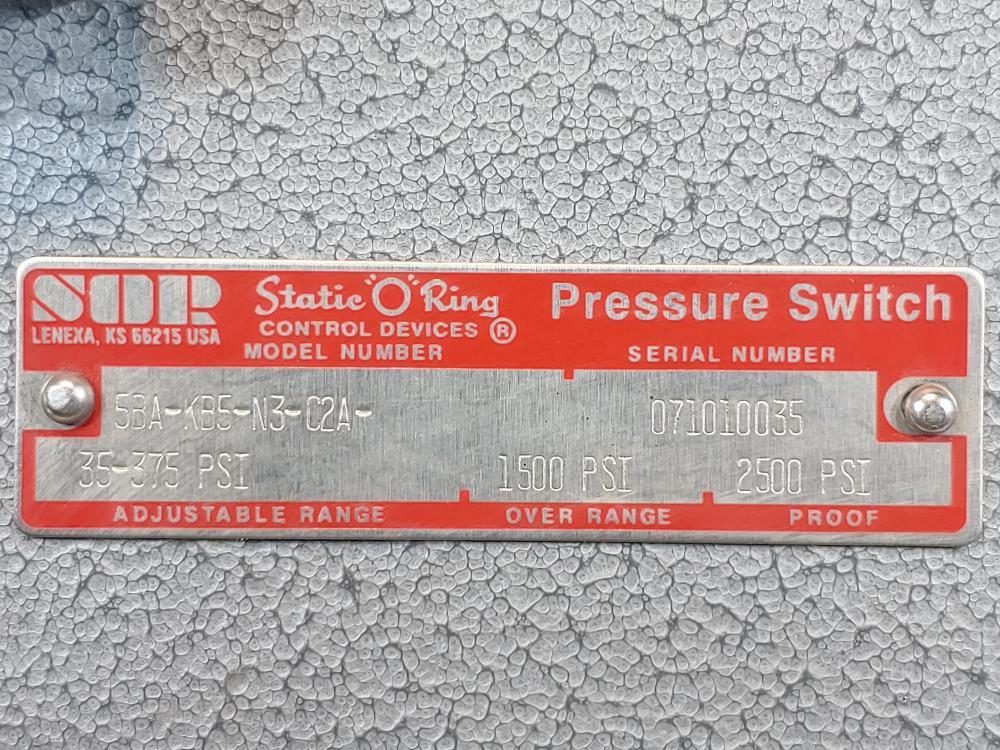 SOR Static "O" Ring Pressure Switch
LENEXA, KS 66215 USA CONTROL DEVICES ®
MODEL NUMBER SERIAL NUMBER
5BA-KB5-N3-C2A- 071010035
35-375 PSI 1500 PSI 2500 PSI
ADJUSTABLE RANGE OVER RANGE PROOF